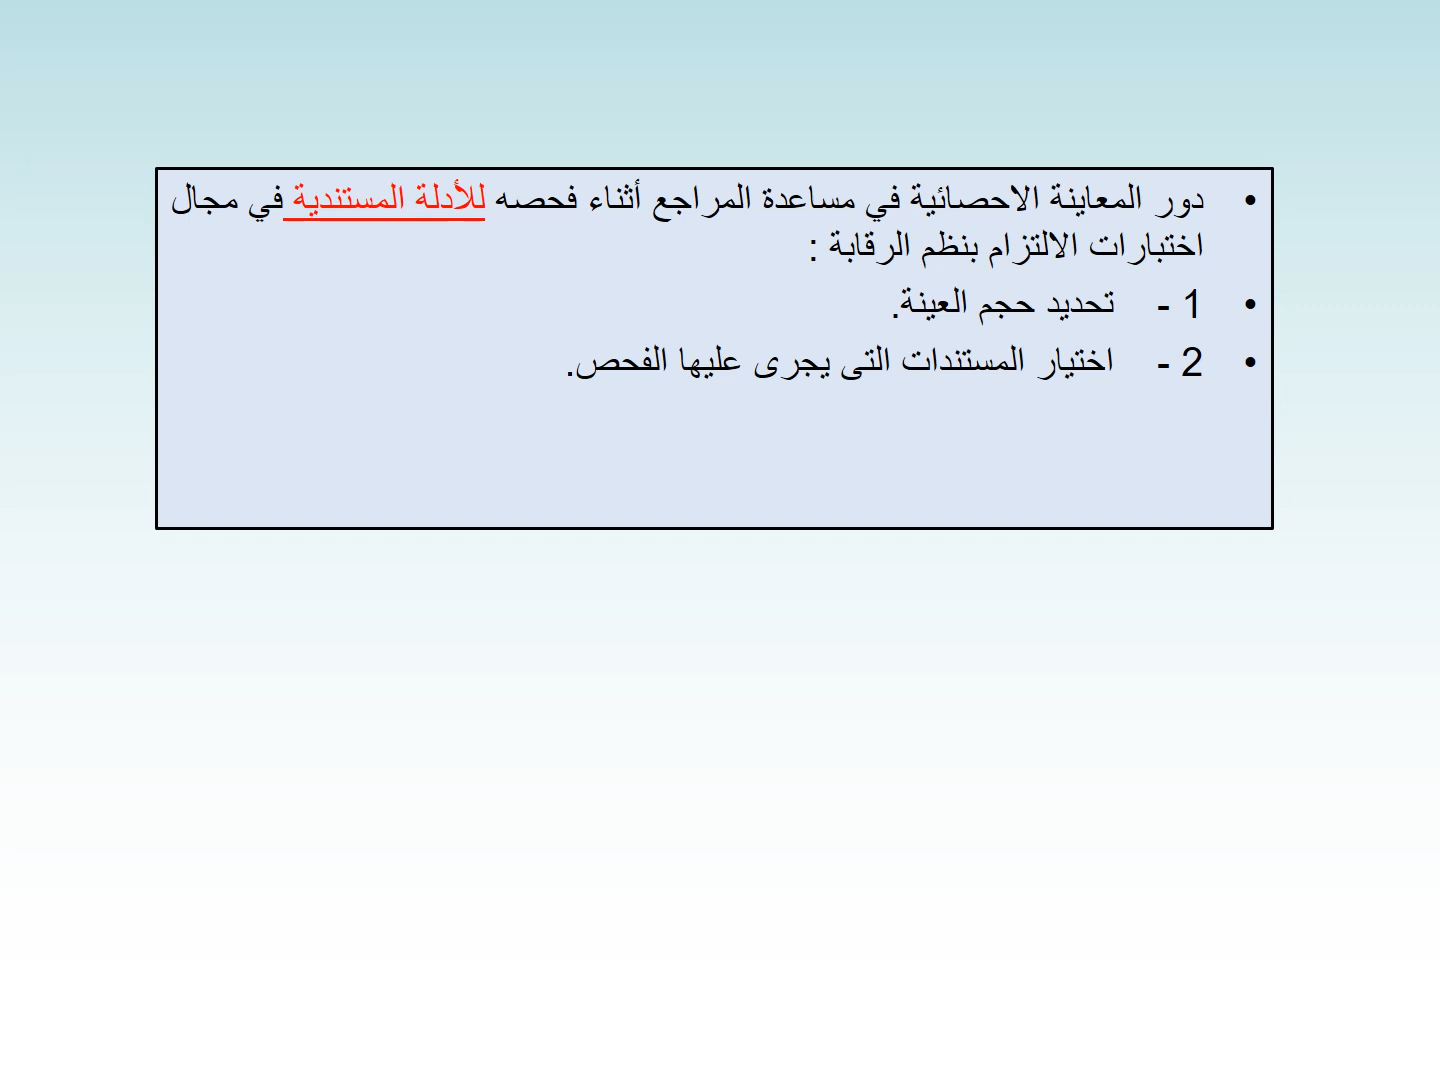 • دور المعاينة الاحصائية في مساعدة المراجع أثناء فحصه للأدلة المستندية في مجال
اختبارات الالتزام بنظم الرقابة :
• 1 - تحديد حجم العينة.
• 2 - اختيار المستندات التى يجرى عليها الفحص.